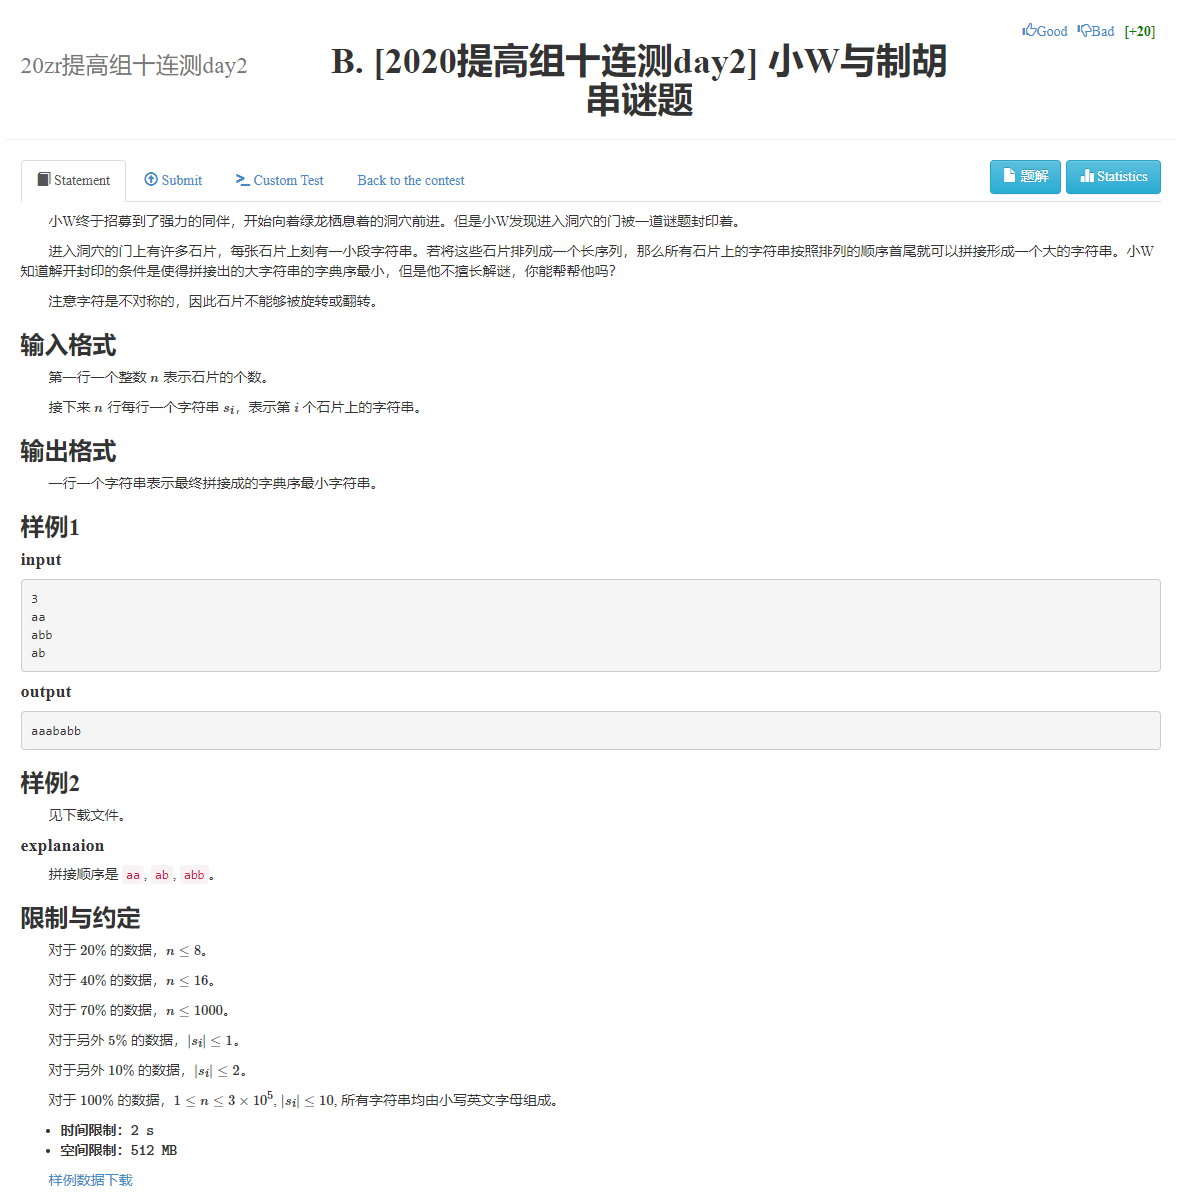 Good Bad [+20]
20zr提高组十连测day2
B. [2020提高组十连测day2] 小W与制胡
串谜题
Statement Submit Custom Test Back to the contest 题解 Statistics
小W终于招募到了强力的同伴，开始向着绿龙栖息着的洞穴前进。但是小W发现进入洞穴的门被一道谜题封印着。
进入洞穴的门上有许多石片，每张石片上刻有一小段字符串。若将这些石片排列成一个长序列，那么所有石片上的字符串按照排列的顺序首尾就可以拼接形成一个大的字符串。小W
知道解开封印的条件是使得拼接出的大字符串的字典序最小，但是他不擅长解谜，你能帮帮他吗？
注意字符是不对称的，因此石片不能够被旋转或翻转。
输入格式
第一行一个整数 n 表示石片的个数。
接下来 n 行每行一个字符串 s_i，表示第 i 个石片上的字符串。
输出格式
一行一个字符串表示最终拼接成的字典序最小字符串。
样例1
input
3
aa
abb
ab
output
aaababb
样例2
见下载文件。
explanaion
拼接顺序是 aa, ab, abb。
限制与约定
对于 20% 的数据，n ≤ 8。
对于 40% 的数据，n ≤ 16。
对于 70% 的数据，n ≤ 1000。
对于另外 5% 的数据，|s_i| ≤ 1。
对于另外 10% 的数据，|s_i| ≤ 2。
对于 100% 的数据，1 ≤ n ≤ 3 × 10^5, |s_i| ≤ 10, 所有字符串均由小写英文字母组成。
• 时间限制：2 s
• 空间限制：512 MB
样例数据下载